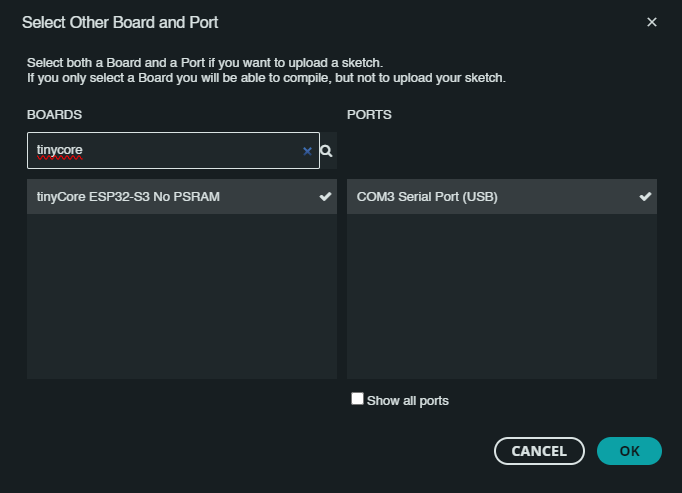 Select Other Board and Port
Select both a Board and a Port if you want to upload a sketch.
If you only select a Board you will be able to compile, but not to upload your sketch.
BOARDS
PORTS
tinycore
tinyCore ESP32-S3 No PSRAM
COM3 Serial Port (USB)
Show all ports
CANCEL
OK